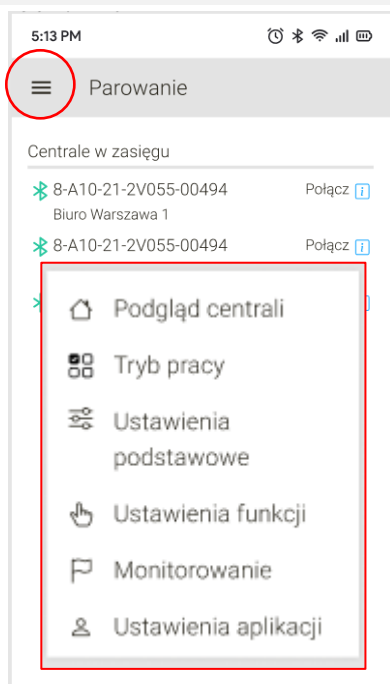 5:13 PM
Parowanie
Centrale w zasięgu
8-A10-21-2V055-00494 Połącz i
Biuro Warszawa 1
8-A10-21-2V055-00494 Połącz i
Podgląd centrali
Tryb pracy
Ustawienia
podstawowe
Ustawienia funkcji
Monitorowanie
Ustawienia aplikacji